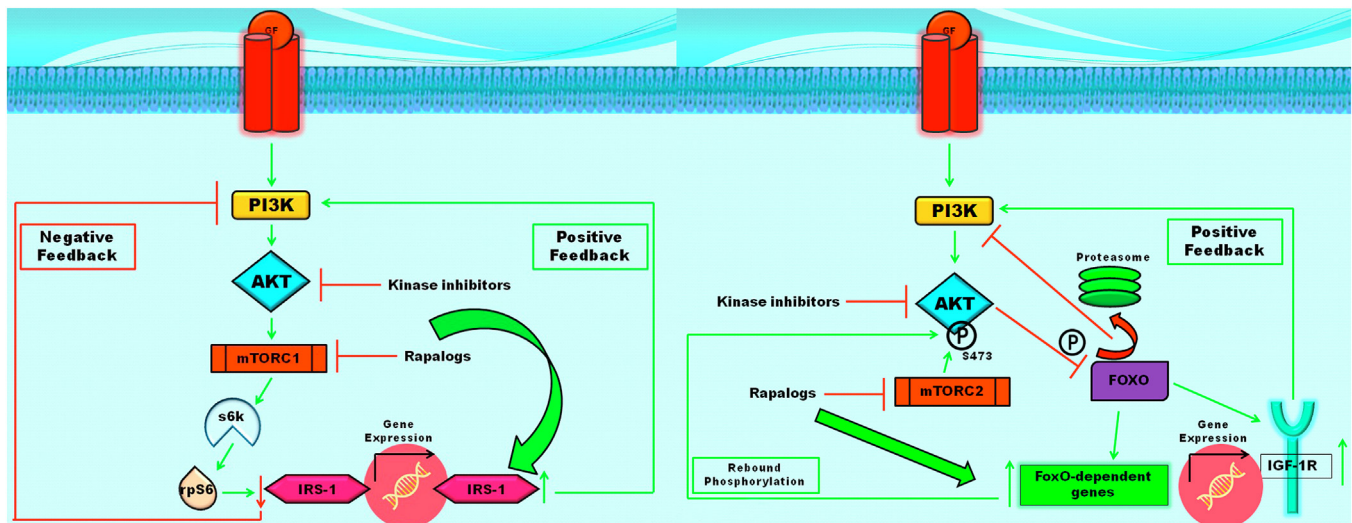 GF
PI3K
Negative
Feedback
Positive
Feedback
AKT
Kinase inhibitors
mTORC1
Rapalogs
s6k
Gene
Expression
rpS6
IRS-1
IRS-1
GF
PI3K
Positive
Feedback
Proteasome
Kinase inhibitors
AKT
P
S473
P
FOXO
Rapalogs
mTORC2
Gene
Expression
Rebound
Phosphorylation
FoxO-dependent
genes
IGF-1R